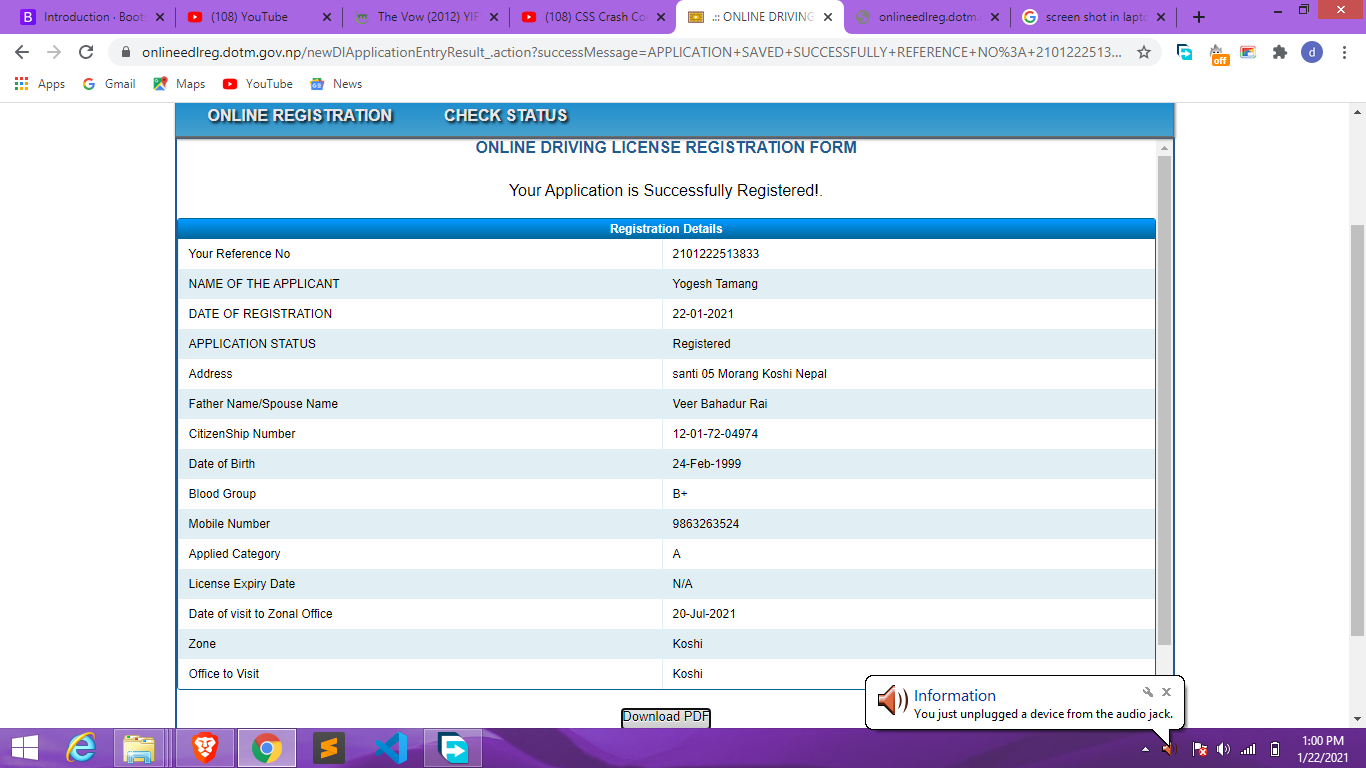 Introduction · Boot
(108) YouTube
The Vow (2012) YIF
(108) CSS Crash Co
.:: ONLINE DRIVING
onlineedlreg.dotm.
screen shot in lapto
onlineedlreg.dotm.gov.np/newDlApplicationEntryResult_.action?successMessage=APPLICATION+SAVED+SUCCESSFULLY+REFERENCE+NO%3A+2101222513...
off
d
Apps
Gmail
Maps
YouTube
News
ONLINE REGISTRATION
CHECK STATUS
ONLINE DRIVING LICENSE REGISTRATION FORM
Your Application is Successfully Registered!.
Registration Details
Your Reference No 2101222513833
NAME OF THE APPLICANT Yogesh Tamang
DATE OF REGISTRATION 22-01-2021
APPLICATION STATUS Registered
Address santi 05 Morang Koshi Nepal
Father Name/Spouse Name Veer Bahadur Rai
CitizenShip Number 12-01-72-04974
Date of Birth 24-Feb-1999
Blood Group B+
Mobile Number 9863263524
Applied Category A
License Expiry Date N/A
Date of visit to Zonal Office 20-Jul-2021
Zone Koshi
Office to Visit Koshi
Download PDF
Information
You just unplugged a device from the audio jack.
1:00 PM
1/22/2021